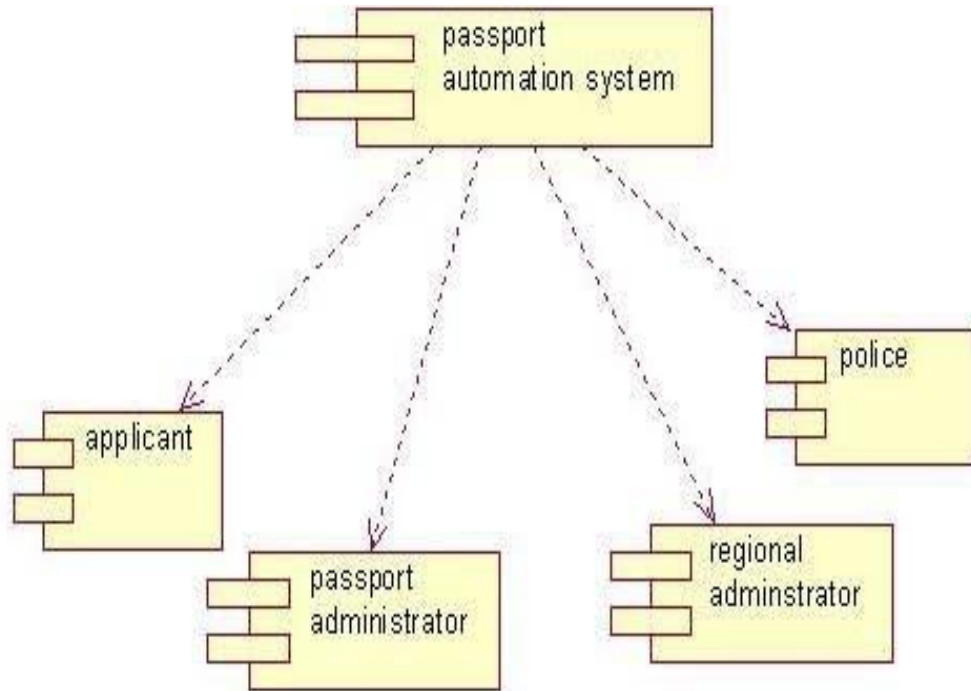 passport
automation system
police
applicant
passport
administrator
regional
adminstrator